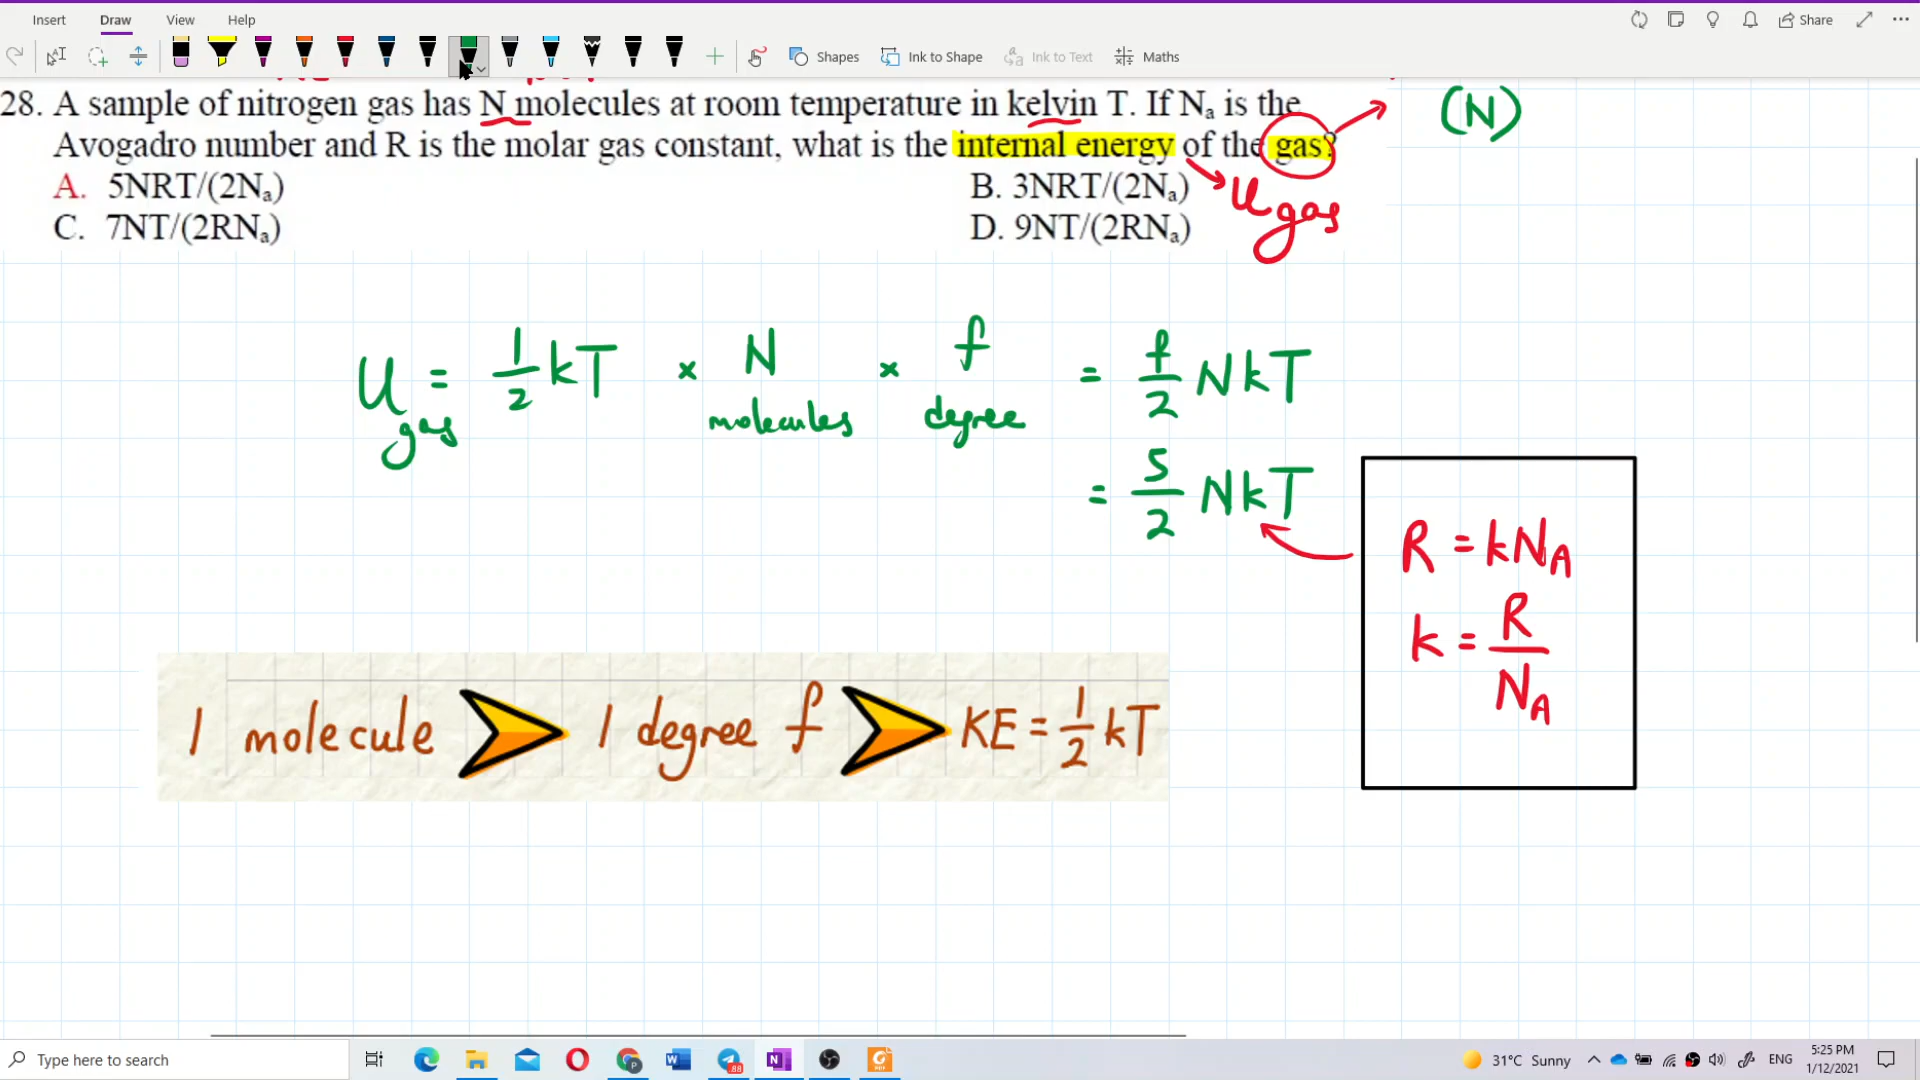 Insert Draw View Help
Share
Shapes Ink to Shape Ink to Text Maths
28. A sample of nitrogen gas has N molecules at room temperature in kelvin T. If Nₐ is the
(N)
Avogadro number and R is the molar gas constant, what is the internal energy of the gas?
A. 5NRT/(2Nₐ) B. 3NRT/(2Nₐ)
U gas
C. 7NT/(2RNₐ) D. 9NT/(2RNₐ)
U gas = 1/2 kT × N molecules × f degree = f/2 NkT
= 5/2 NkT
R = kN_A
k = R/N_A
1 molecule 1 degree f KE = 1/2 kT
Type here to search
88
31°C Sunny
ENG
5:25 PM
1/12/2021